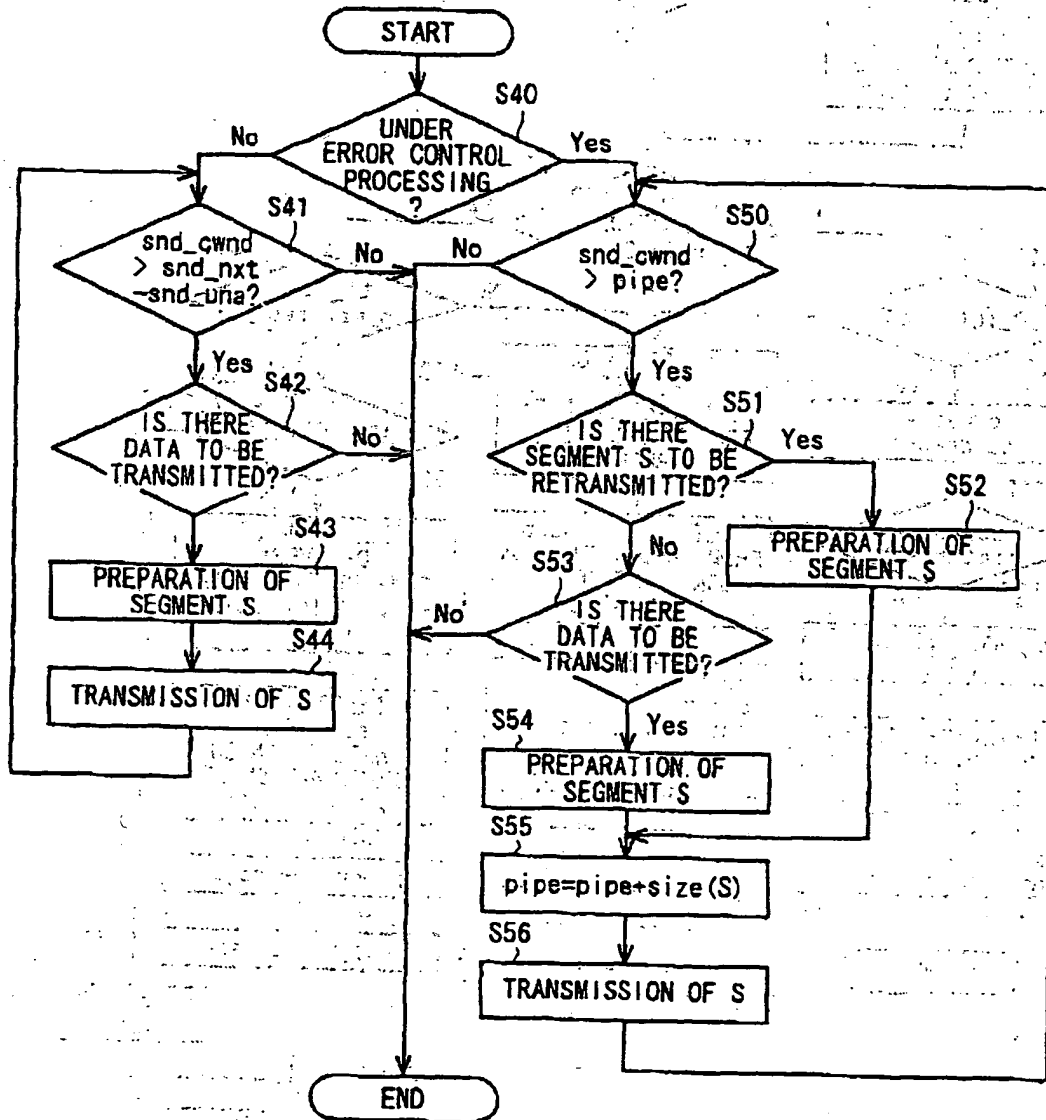 START
S40
UNDER
ERROR CONTROL
PROCESSING
?
No
Yes
S41
snd_cwnd
> snd_nxt
-snd_una?
No
Yes
S42
IS THERE
DATA TO BE
TRANSMITTED?
No
S43
PREPARATION OF
SEGMENT S
S44
TRANSMISSION OF S
S50
snd_cwnd
> pipe?
No
Yes
S51
IS THERE
SEGMENT S TO BE
RETRANSMITTED?
Yes
No
S52
PREPARATION OF
SEGMENT S
S53
IS THERE
DATA TO BE
TRANSMITTED?
No
Yes
S54
PREPARATION OF
SEGMENT S
S55
pipe=pipe+size(S)
S56
TRANSMISSION OF S
END